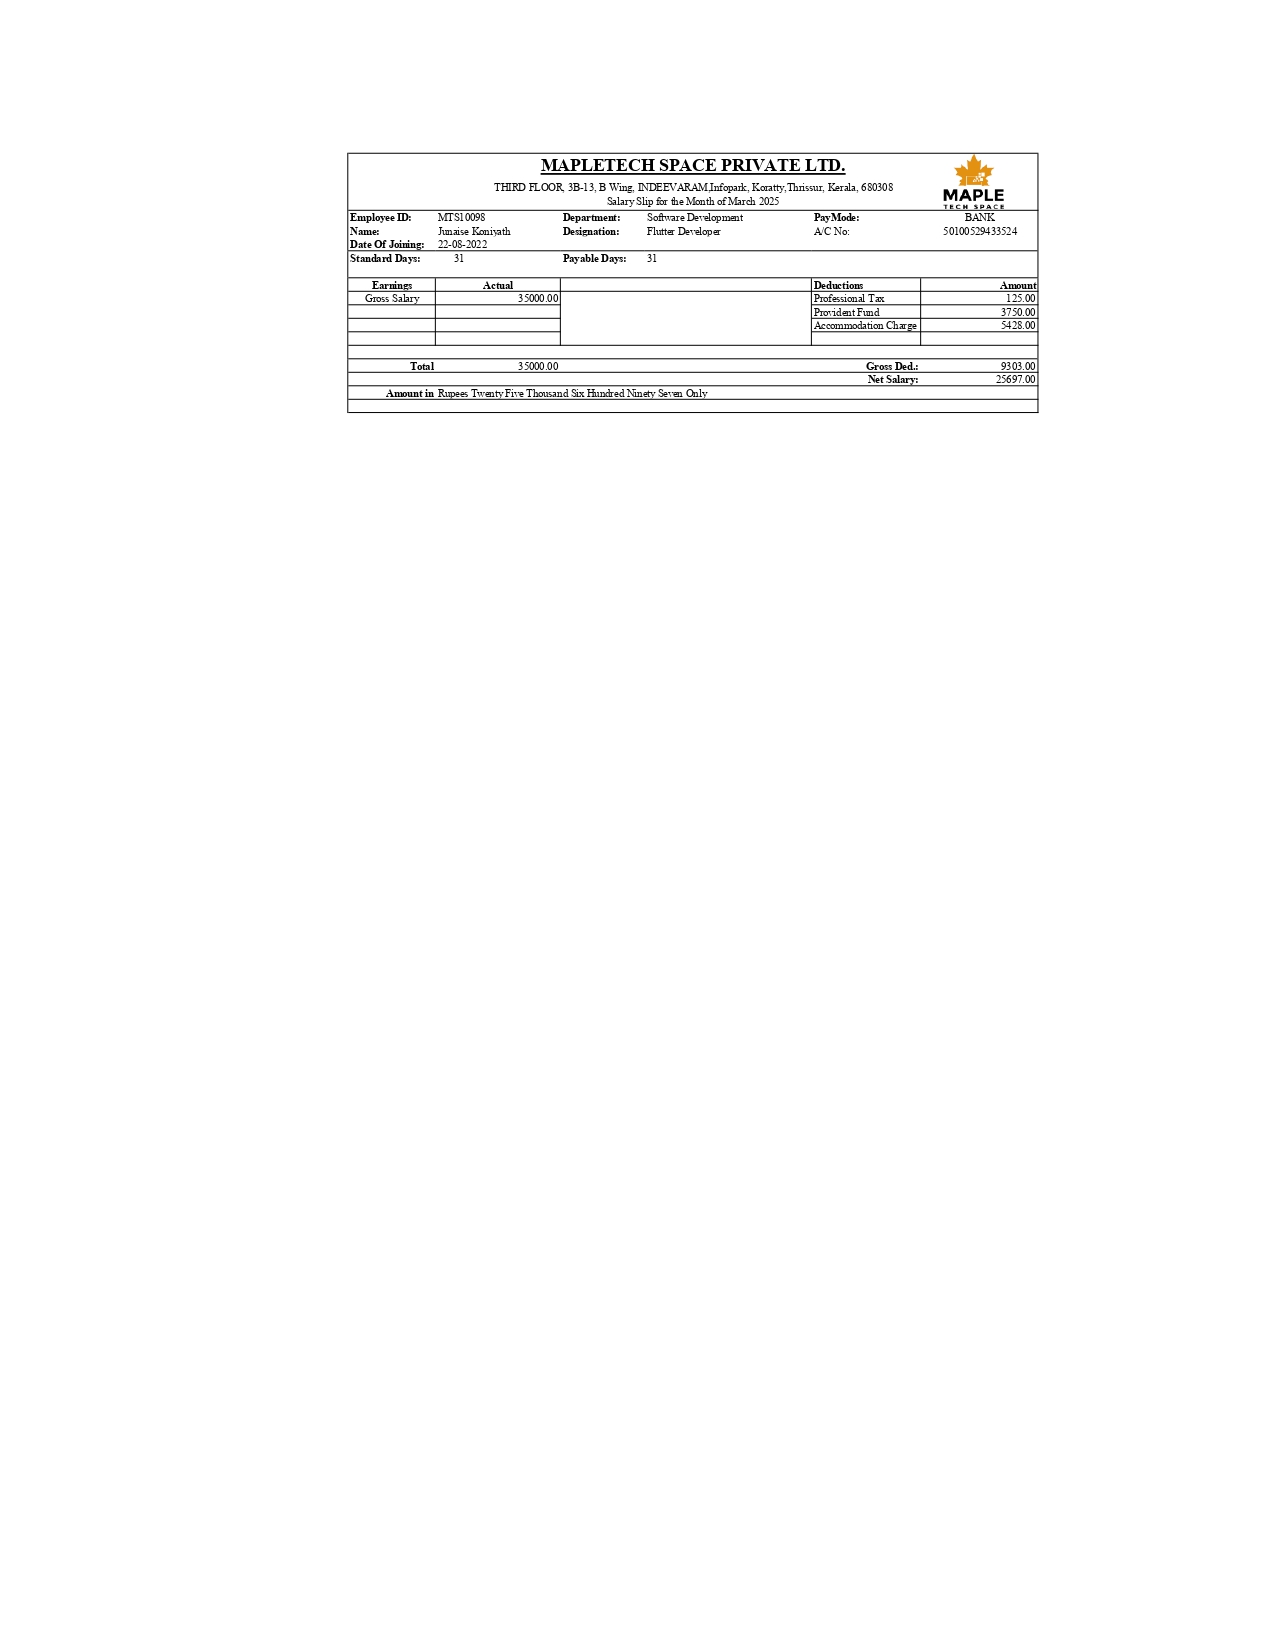 MAPLETECH SPACE PRIVATE LTD.
THIRD FLOOR, 3B-13, B Wing, INDEEVARAM,Infopark, Koratty,Thrissur, Kerala, 680308
Salary Slip for the Month of March 2025
MAPLE
TECH SPACE
Employee ID: MTS10098 Department: Software Development PayMode: BANK
Name: Junaise Koniyath Designation: Flutter Developer A/C No: 50100529433524
Date Of Joining: 22-08-2022
Standard Days: 31 Payable Days: 31
Earnings Actual Deductions Amount
Gross Salary 35000.00 Professional Tax 125.00
Provident Fund 3750.00
Accommodation Charge 5428.00
Total 35000.00 Gross Ded.: 9303.00
Net Salary: 25697.00
Amount in Rupees Twenty Five Thousand Six Hundred Ninety Seven Only